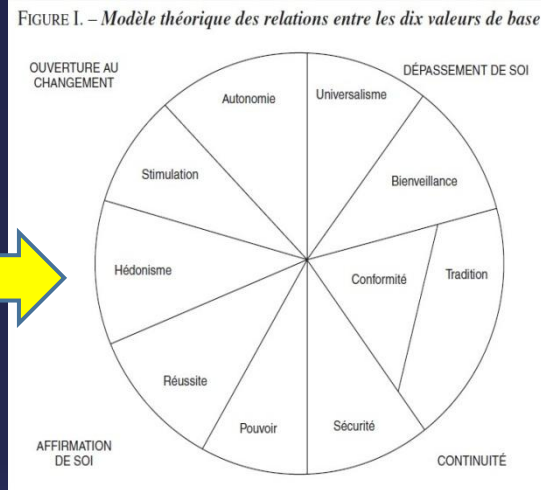 FIGURE I. – Modèle théorique des relations entre les dix valeurs de base
OUVERTURE AU
CHANGEMENT
DÉPASSEMENT DE SOI
Autonomie
Universalisme
Stimulation
Bienveillance
Hédonisme
Conformité
Tradition
Réussite
Pouvoir
Sécurité
AFFIRMATION
DE SOI
CONTINUITÉ